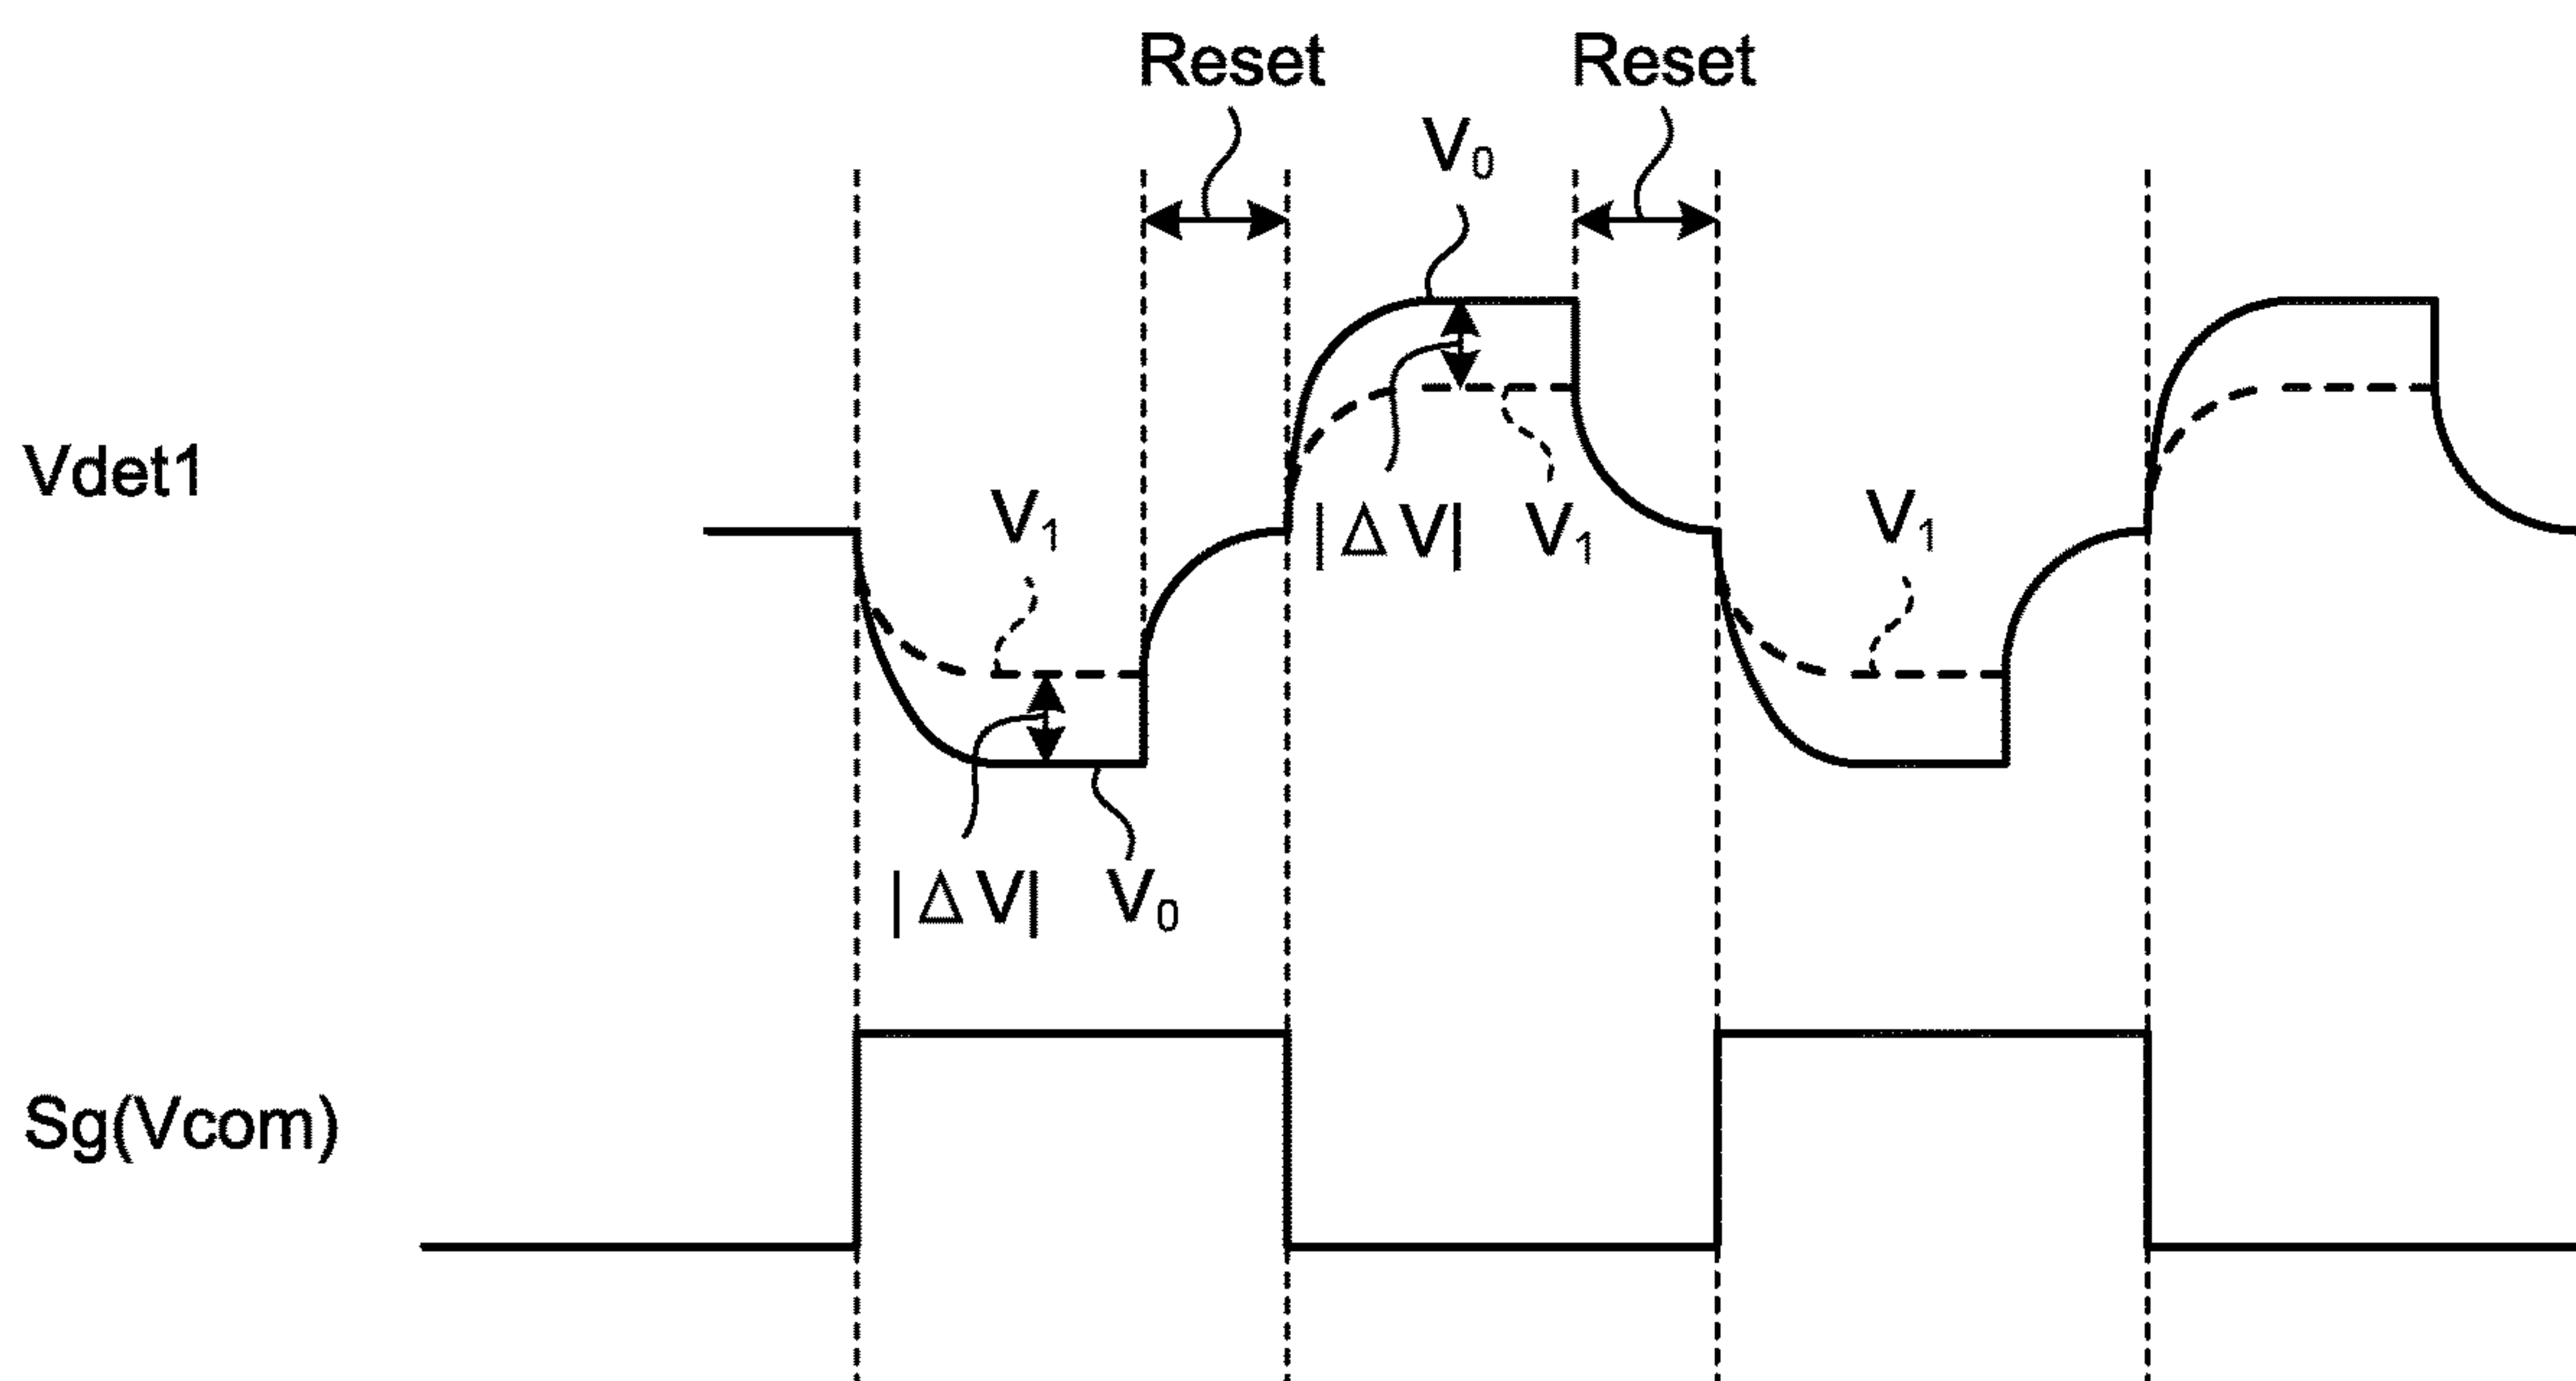 Reset Reset
V₀
Vdet1
V₁ |ΔV| V₁ V₁
|ΔV| V₀
Sg(Vcom)